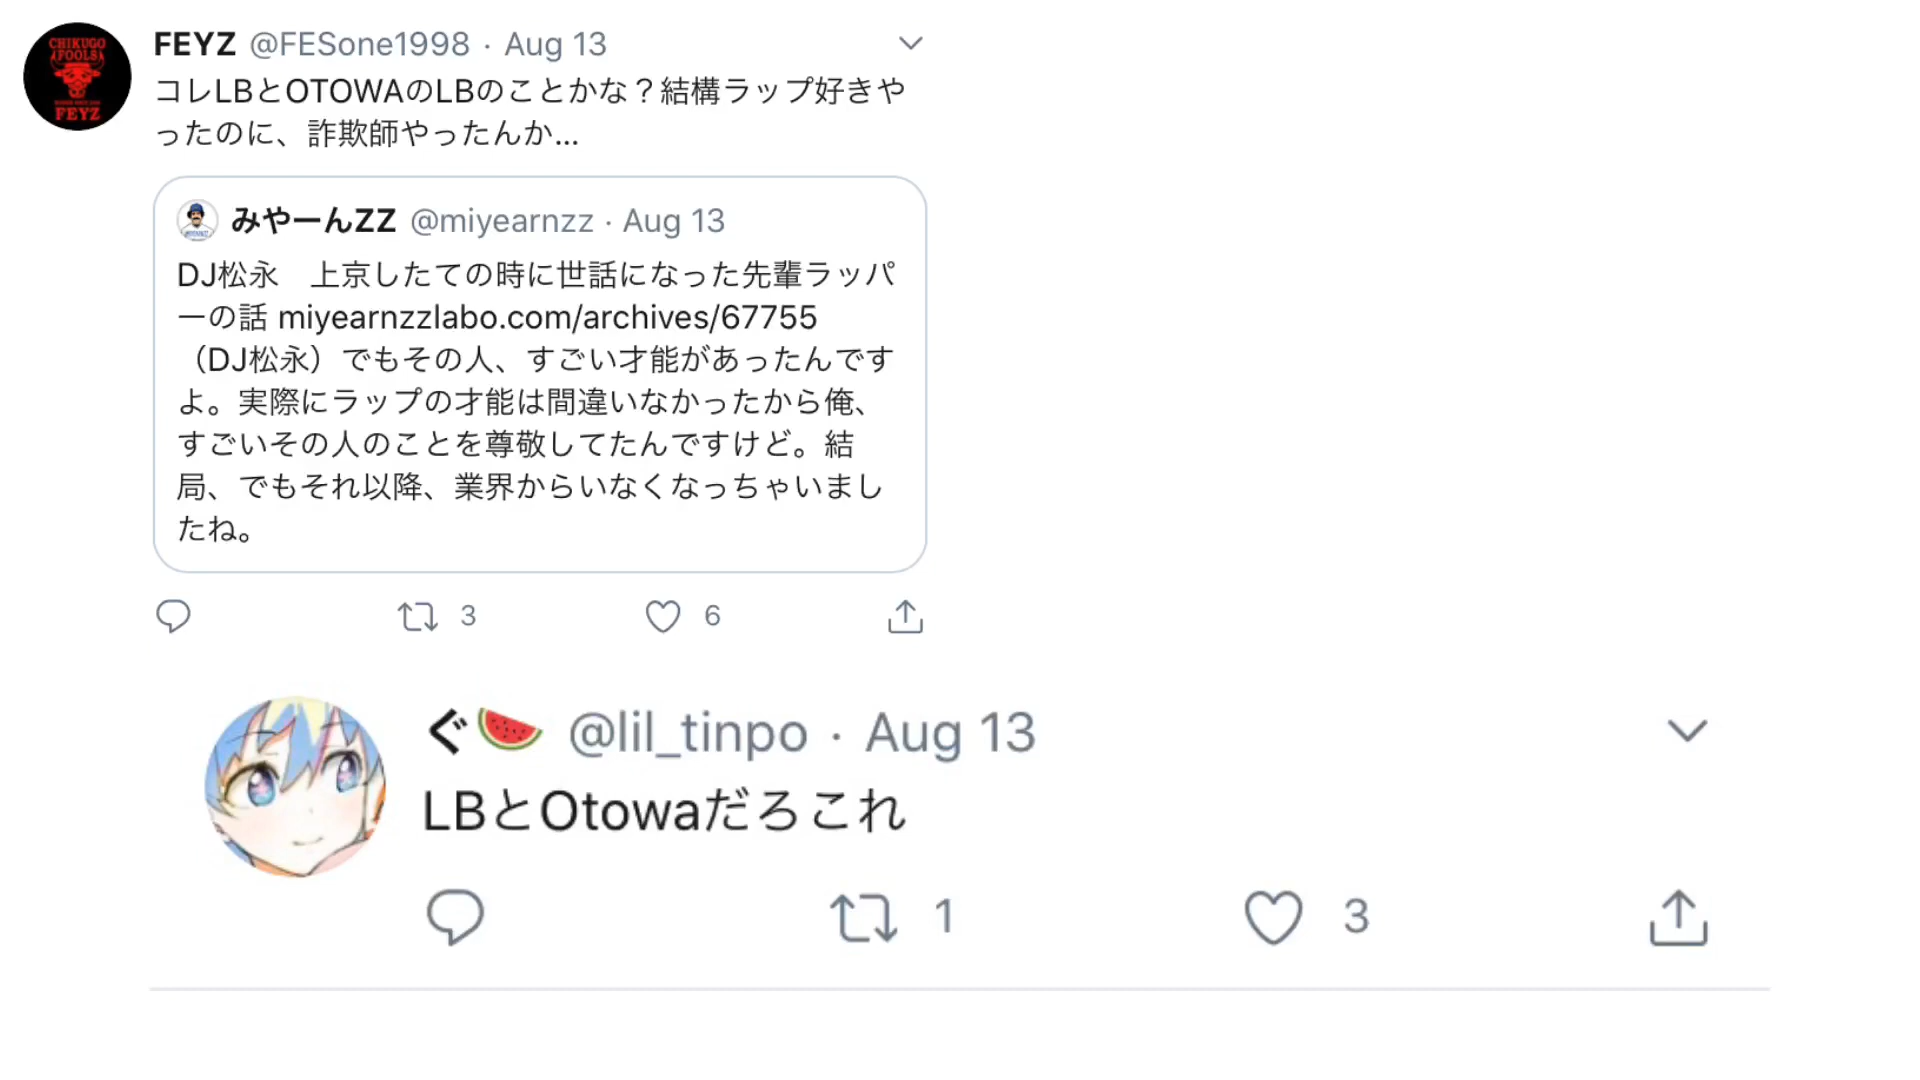 CHIKUGO
FOOLS
FEYZ
FEYZ @FESone1998 · Aug 13
コレLBとOTOWAのLBのことかな？結構ラップ好きや
ったのに、詐欺師やったんか...
みやーんZZ @miyearnzz · Aug 13
DJ松永　上京したての時に世話になった先輩ラッパ
ーの話 miyearnzzlabo.com/archives/67755
（DJ松永）でもその人、すごい才能があったんです
よ。実際にラップの才能は間違いなかったから俺、
すごいその人のことを尊敬してたんですけど。結
局、でもそれ以降、業界からいなくなっちゃいまし
たね。
3 6
ぐ🍉 @lil_tinpo · Aug 13
LBとOtowaだろこれ
1 3